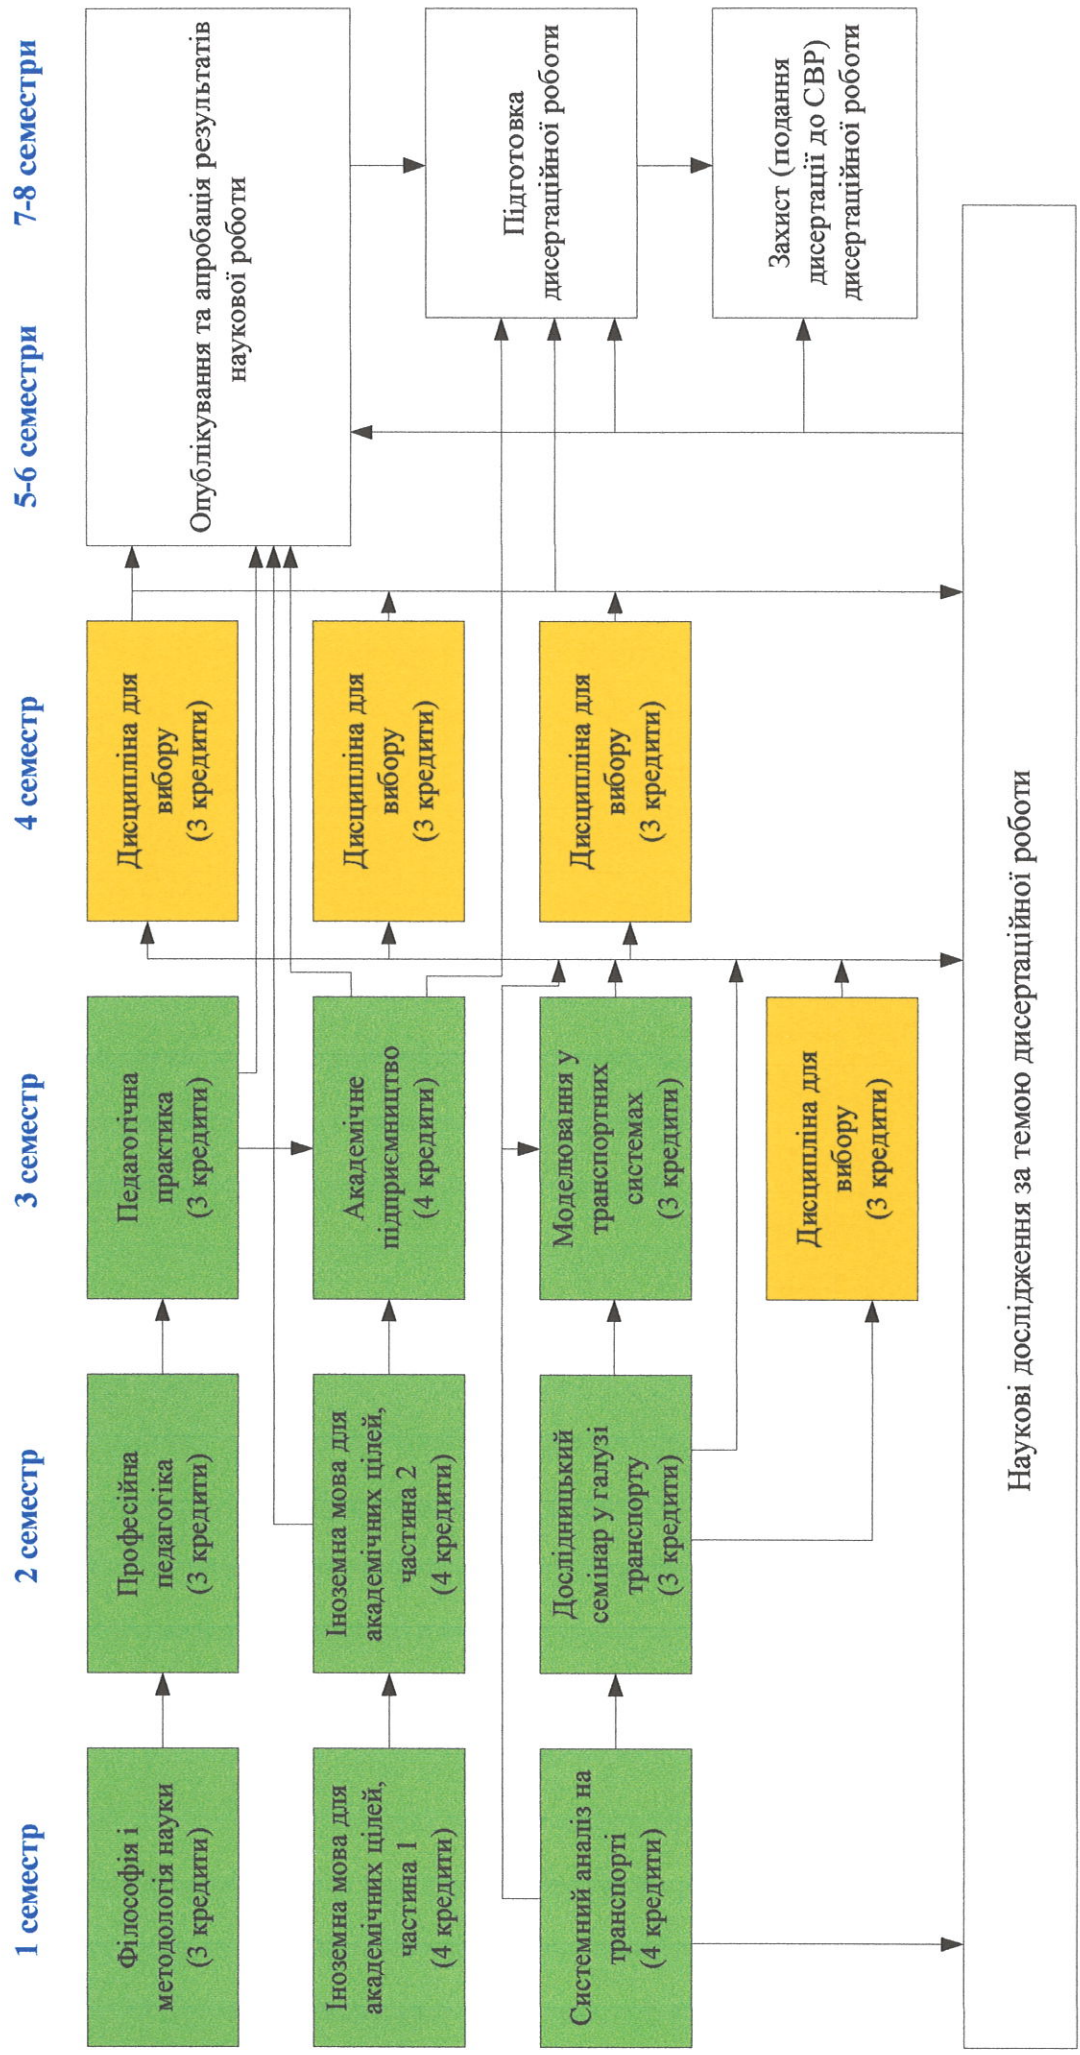 1 семестр
2 семестр
3 семестр
4 семестр
5-6 семестри
7-8 семестри
Філософія і
методологія науки
(3 кредити)
Професійна
педагогіка
(3 кредити)
Педагогічна
практика
(3 кредити)
Дисципліна для
вибору
(3 кредити)
Опублікування та апробація результатів
наукової роботи
Іноземна мова для
академічних цілей,
частина 1
(4 кредити)
Іноземна мова для
академічних цілей,
частина 2
(4 кредити)
Академічне
підприємництво
(4 кредити)
Дисципліна для
вибору
(3 кредити)
Підготовка
дисертаційної роботи
Системний аналіз на
транспорті
(4 кредити)
Дослідницький
семінар у галузі
транспорту
(3 кредити)
Моделювання у
транспортних
системах
(3 кредити)
Дисципліна для
вибору
(3 кредити)
Захист (подання
дисертації до СВР)
дисертаційної роботи
Дисципліна для
вибору
(3 кредити)
Наукові дослідження за темою дисертаційної роботи